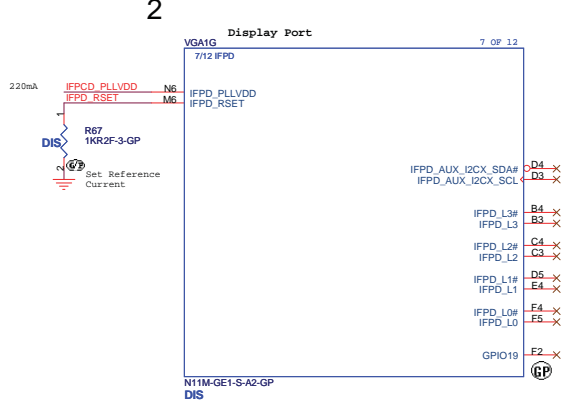 2
Display Port
VGA1G
7 OF 12
7/12 IFPD
220mA
IFPCD_PLLVDD
N6
IFPD_PLLVDD
IFPD_RSET
M6
IFPD_RSET
1
R67
1KR2F-3-GP
DIS
2
GP
Set Reference
Current
IFPD_AUX_I2CX_SDA#
D4
IFPD_AUX_I2CX_SCL
D3
IFPD_L3#
B4
IFPD_L3
B3
IFPD_L2#
C4
IFPD_L2
C3
IFPD_L1#
D5
IFPD_L1
E4
IFPD_L0#
F4
IFPD_L0
F5
GPIO19
F2
GP
N11M-GE1-S-A2-GP
DIS